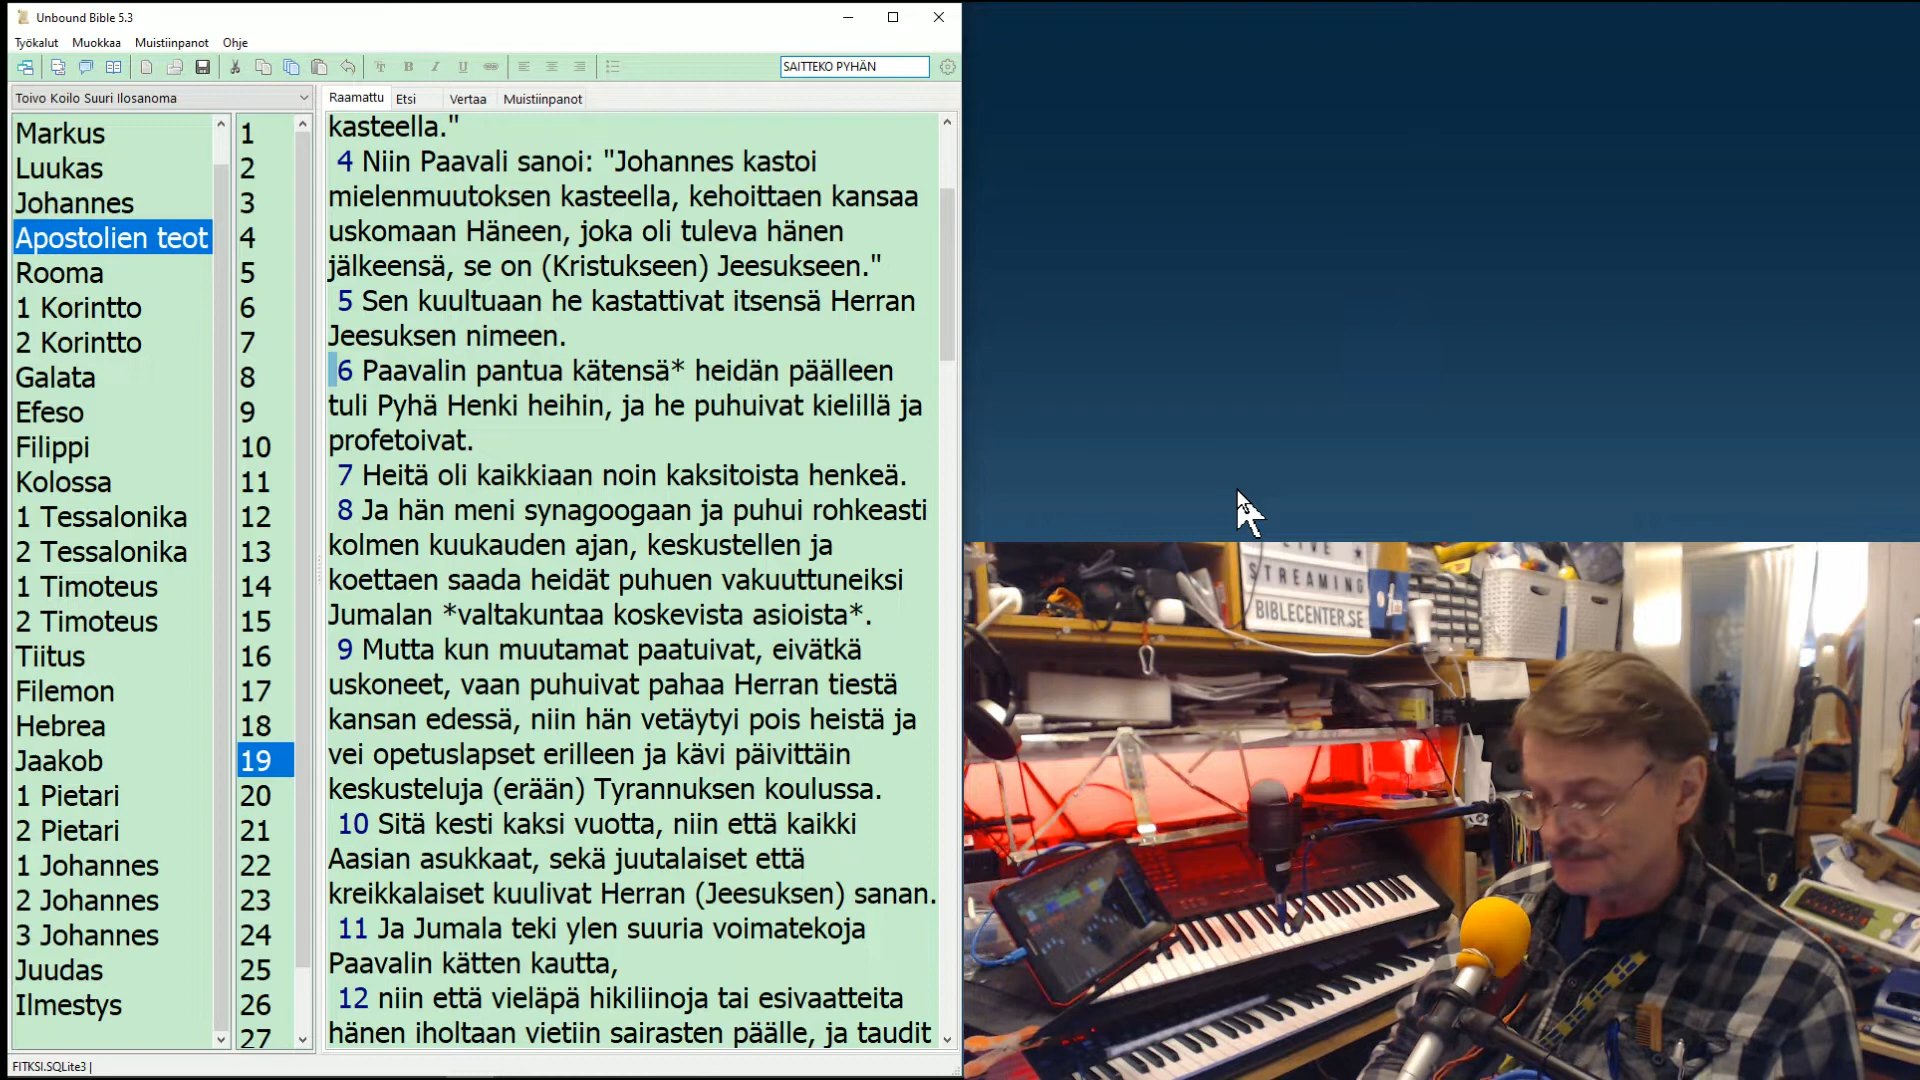 Unbound Bible 5.3
Työkalut Muokkaa Muistiinpanot Ohje
SAITTEKO PYHÄN
Toivo Koilo Suuri Ilosanoma
Raamattu Etsi Vertaa Muistiinpanot
Markus
Luukas
Johannes
Apostolien teot
Rooma
1 Korintto
2 Korintto
Galata
Efeso
Filippi
Kolossa
1 Tessalonika
2 Tessalonika
1 Timoteus
2 Timoteus
Tiitus
Filemon
Hebrea
Jaakob
1 Pietari
2 Pietari
1 Johannes
2 Johannes
3 Johannes
Juudas
Ilmestys
1
2
3
4
5
6
7
8
9
10
11
12
13
14
15
16
17
18
19
20
21
22
23
24
25
26
27
kasteella."
4 Niin Paavali sanoi: "Johannes kastoi
mielenmuutoksen kasteella, kehoittaen kansaa
uskomaan Häneen, joka oli tuleva hänen
jälkeensä, se on (Kristukseen) Jeesukseen."
5 Sen kuultuaan he kastattivat itsensä Herran
Jeesuksen nimeen.
6 Paavalin pantua kätensä* heidän päälleen
tuli Pyhä Henki heihin, ja he puhuivat kielillä ja
profetoivat.
7 Heitä oli kaikkiaan noin kaksitoista henkeä.
8 Ja hän meni synagoogaan ja puhui rohkeasti
kolmen kuukauden ajan, keskustellen ja
koettaen saada heidät puhuen vakuuttuneiksi
Jumalan *valtakuntaa koskevista asioista*.
9 Mutta kun muutamat paatuivat, eivätkä
uskoneet, vaan puhuivat pahaa Herran tiestä
kansan edessä, niin hän vetäytyi pois heistä ja
vei opetuslapset erilleen ja kävi päivittäin
keskusteluja (erään) Tyrannuksen koulussa.
10 Sitä kesti kaksi vuotta, niin että kaikki
Aasian asukkaat, sekä juutalaiset että
kreikkalaiset kuulivat Herran (Jeesuksen) sanan.
11 Ja Jumala teki ylen suuria voimatekoja
Paavalin kätten kautta,
12 niin että vieläpä hikiliinoja tai esivaatteita
hänen iholtaan vietiin sairasten päälle, ja taudit
FITKSI.SQLite3
LIVE
STREAMING
BIBLECENTER.SE